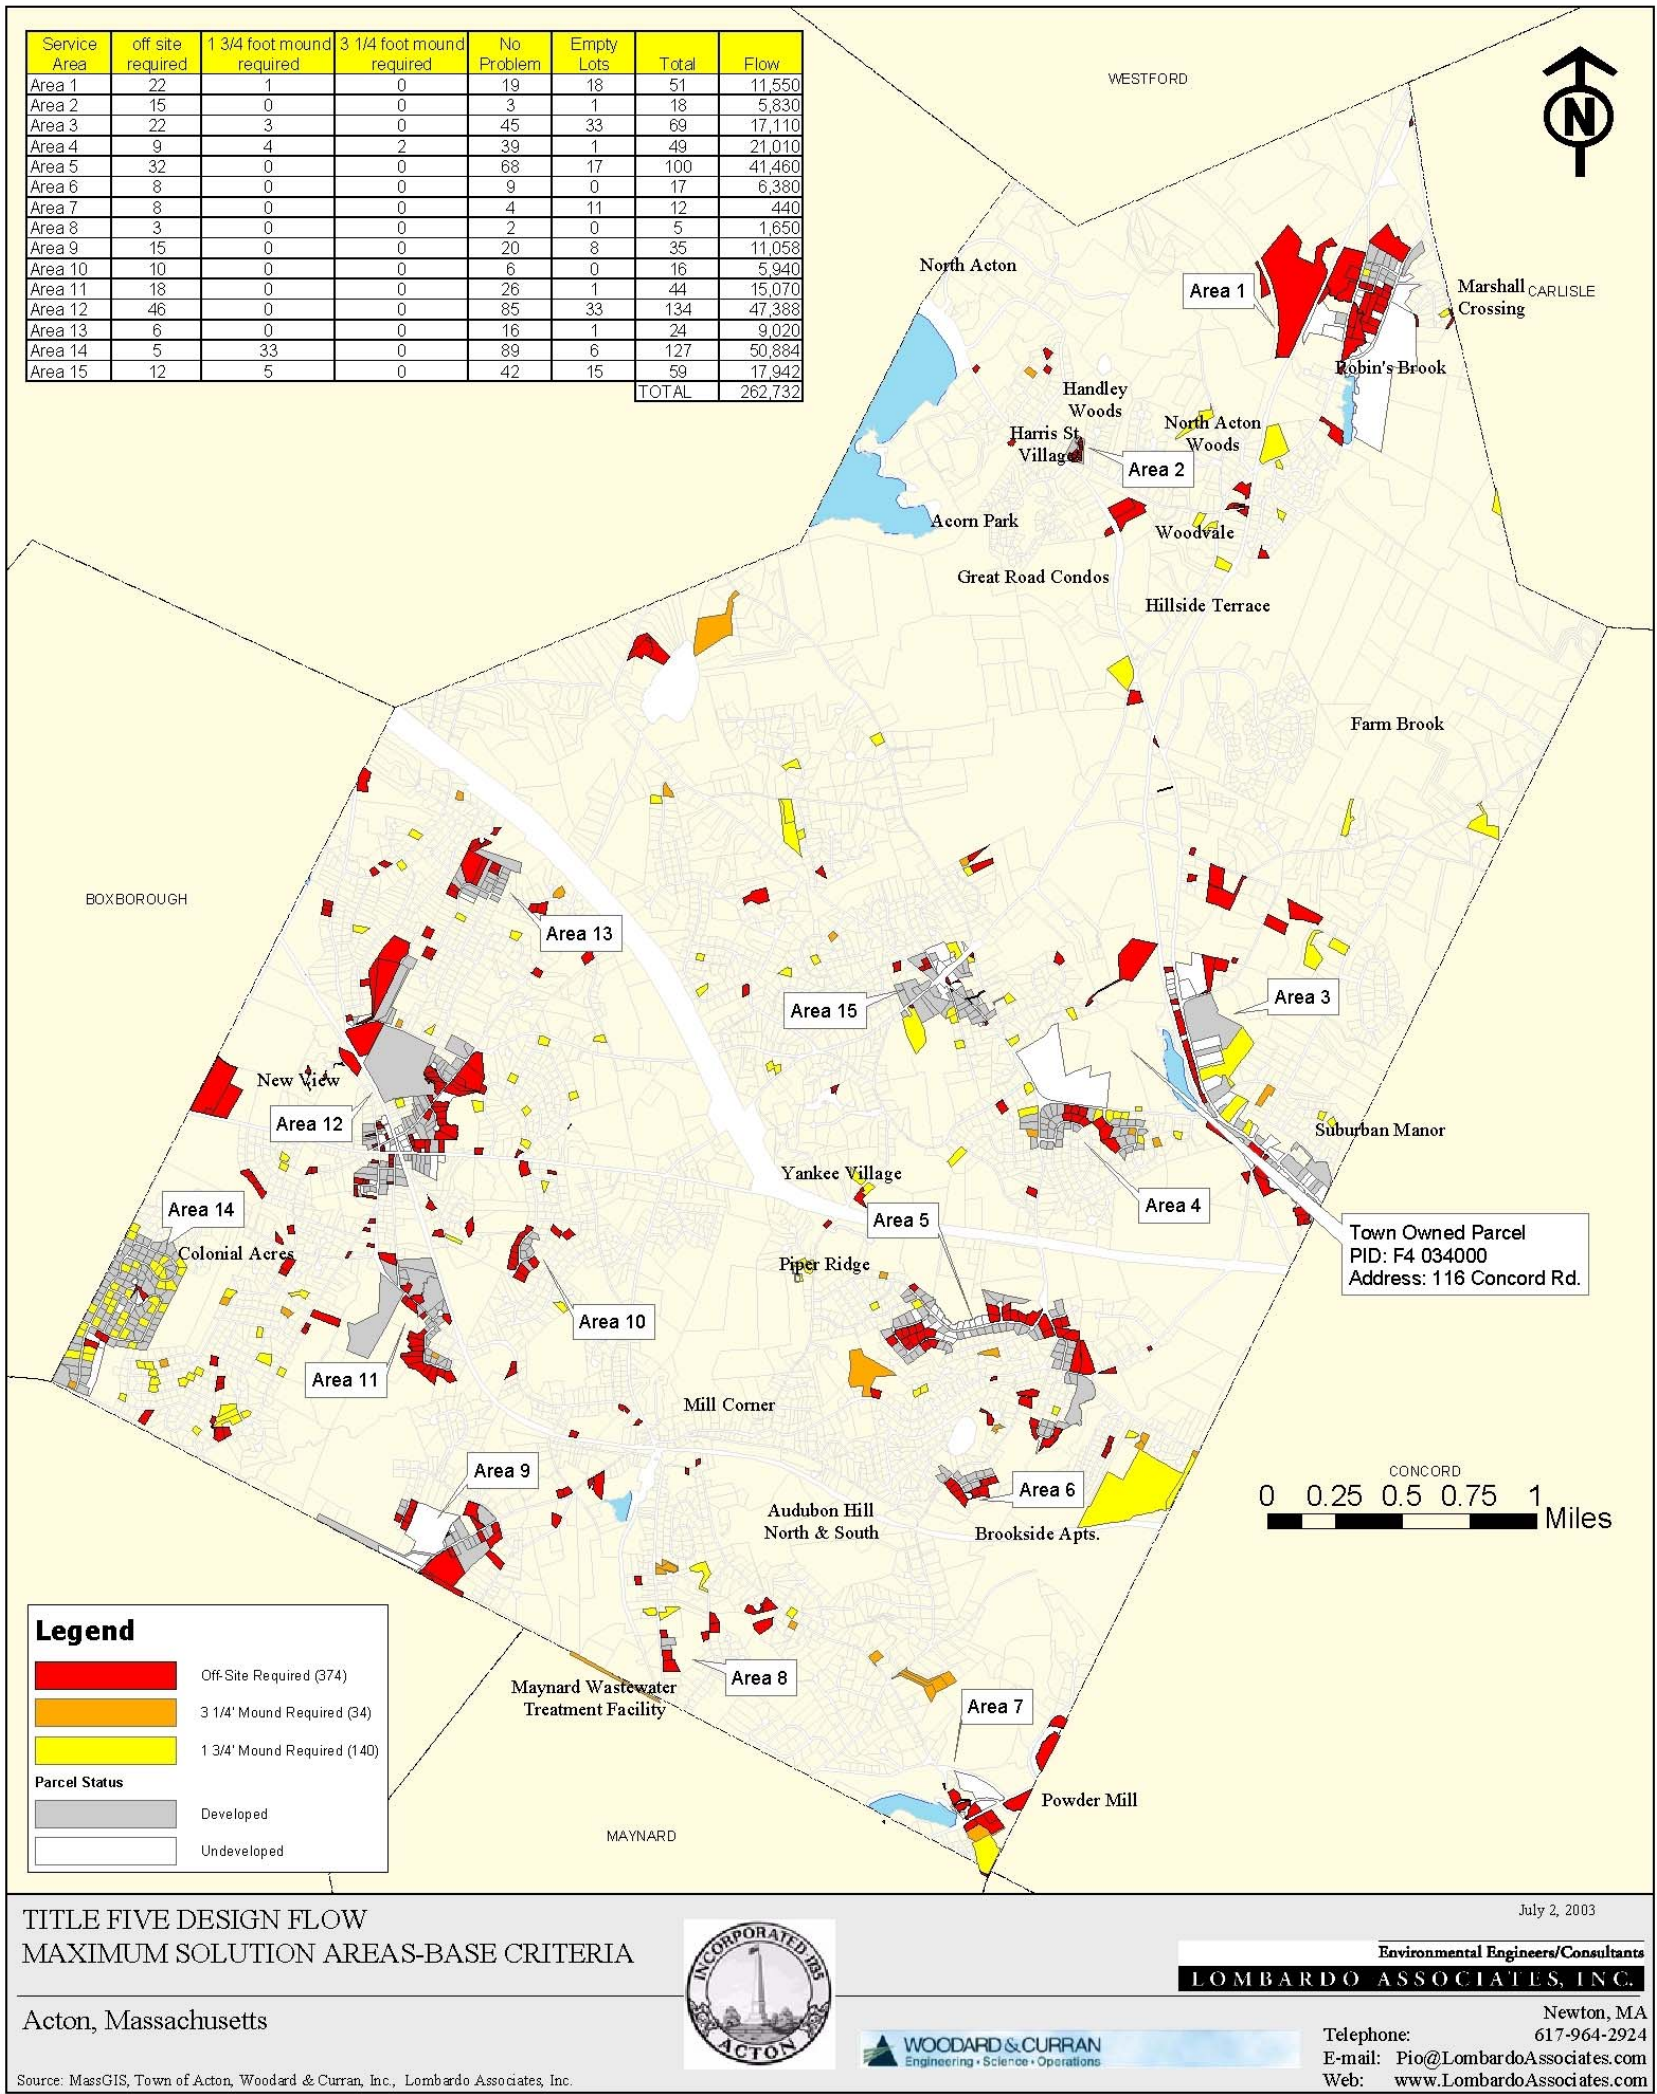 Service Area | off site required | 1 3/4 foot mound required | 3 1/4 foot mound required | No Problem | Empty Lots | Total | Flow
Area 1 | 22 | 1 | 0 | 19 | 18 | 51 | 11,550
Area 2 | 15 | 0 | 0 | 3 | 1 | 18 | 5,830
Area 3 | 22 | 3 | 0 | 45 | 33 | 69 | 17,110
Area 4 | 9 | 4 | 2 | 39 | 1 | 49 | 21,010
Area 5 | 32 | 0 | 0 | 68 | 17 | 100 | 41,460
Area 6 | 8 | 0 | 0 | 9 | 0 | 17 | 6,380
Area 7 | 8 | 0 | 0 | 4 | 11 | 12 | 440
Area 8 | 3 | 0 | 0 | 2 | 0 | 5 | 1,650
Area 9 | 15 | 0 | 0 | 20 | 8 | 35 | 11,058
Area 10 | 10 | 0 | 0 | 6 | 0 | 16 | 5,940
Area 11 | 18 | 0 | 0 | 26 | 1 | 44 | 15,070
Area 12 | 46 | 0 | 0 | 85 | 33 | 134 | 47,388
Area 13 | 6 | 0 | 0 | 16 | 1 | 24 | 9,020
Area 14 | 5 | 33 | 0 | 89 | 6 | 127 | 50,884
Area 15 | 12 | 5 | 0 | 42 | 15 | 59 | 17,942
TOTAL | 262,732
WESTFORD
N
North Acton
Area 1
Marshall
Crossing
CARLISLE
Robin's Brook
Handley
Woods
North Acton
Woods
Harris St.
Village
Area 2
Acorn Park
Woodvale
Great Road Condos
Hillside Terrace
Farm Brook
BOXBOROUGH
Area 13
Area 15
Area 3
New View
Area 12
Suburban Manor
Yankee Village
Area 4
Area 14
Area 5
Town Owned Parcel
PID: F4 034000
Address: 116 Concord Rd.
Colonial Acres
Piper Ridge
Area 10
Area 11
Mill Corner
Area 9
Area 6
CONCORD
0 0.25 0.5 0.75 1
Miles
Audubon Hill
North & South
Brookside Apts.
Area 8
Maynard Wastewater
Treatment Facility
Area 7
Powder Mill
MAYNARD
Legend
Off-Site Required (374)
3 1/4' Mound Required (34)
1 3/4' Mound Required (140)
Parcel Status
Developed
Undeveloped
TITLE FIVE DESIGN FLOW
MAXIMUM SOLUTION AREAS-BASE CRITERIA
Acton, Massachusetts
Source: MassGIS, Town of Acton, Woodard & Curran, Inc., Lombardo Associates, Inc.
INCORPORATED 1735
ACTON
WOODARD & CURRAN
Engineering • Science • Operations
July 2, 2003
Environmental Engineers/Consultants
LOMBARDO ASSOCIATES, INC.
Newton, MA
Telephone: 617-964-2924
E-mail: Pio@LombardoAssociates.com
Web: www.LombardoAssociates.com